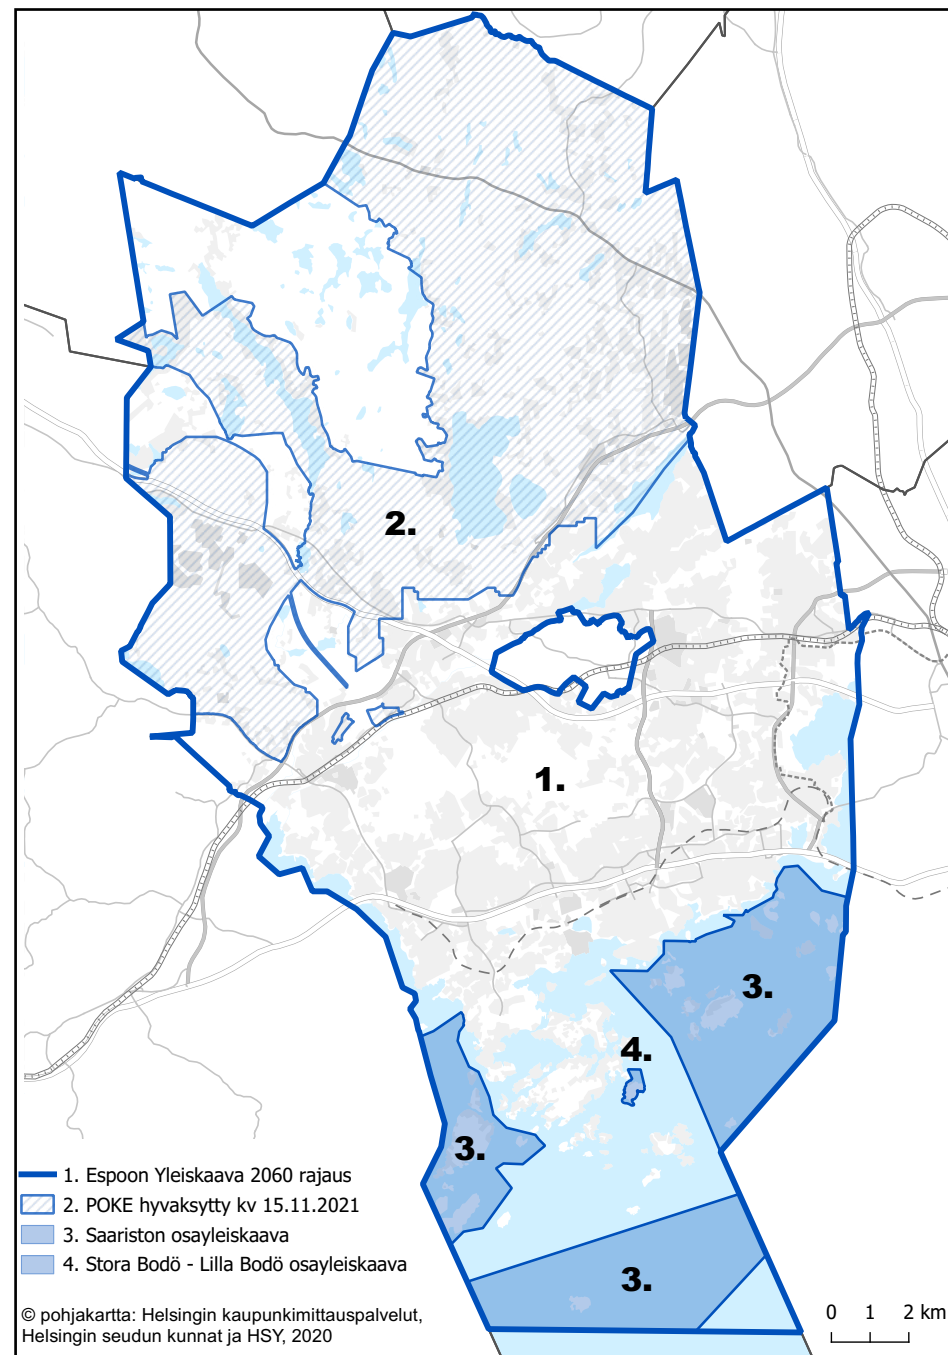 2.
1.
3.
4.
3.
3.
1. Espoon Yleiskaava 2060 rajaus
2. POKE hyvaksytty kv 15.11.2021
3. Saariston osayleiskaava
4. Stora Bodö - Lilla Bodö osayleiskaava
© pohjakartta: Helsingin kaupunkimittauspalvelut,
Helsingin seudun kunnat ja HSY, 2020
0 1 2 km